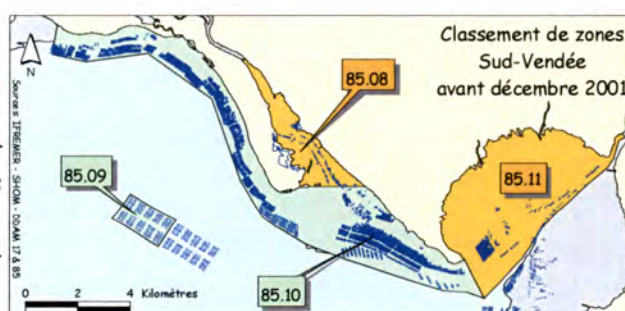 Classement de zones
Sud-Vendée
avant décembre 2001
N
85.08
85.11
85.09
85.10
0 2 4 Kilomètres
Sources: IFREMER - SHOM - DDAM 17 & 85